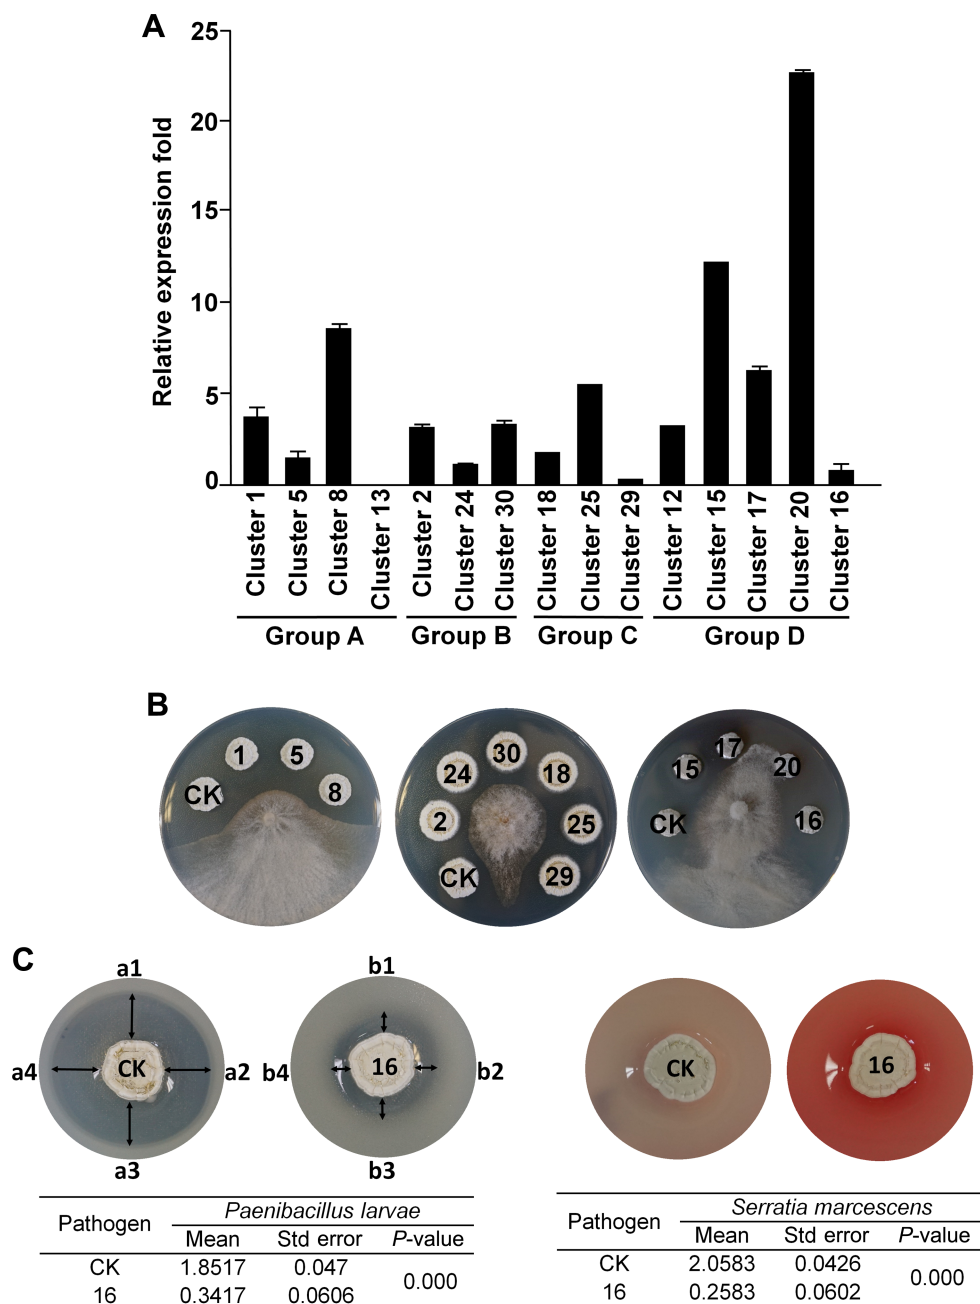 A
Relative expression fold
25
20
15
10
5
0
Cluster 1
Cluster 5
Cluster 8
Cluster 13
Cluster 2
Cluster 24
Cluster 30
Cluster 18
Cluster 25
Cluster 29
Cluster 12
Cluster 15
Cluster 17
Cluster 20
Cluster 16
Group A Group B Group C Group D
B
CK 1 5 8
2 24 30 18 25 29 CK
CK 15 17 20 16
C
a1 b1
a4 CK a2 b4 16 b2 CK 16
a3 b3
Pathogen Paenibacillus larvae
Mean Std error P-value
CK 1.8517 0.047 0.000
16 0.3417 0.0606
Pathogen Serratia marcescens
Mean Std error P-value
CK 2.0583 0.0426 0.000
16 0.2583 0.0602